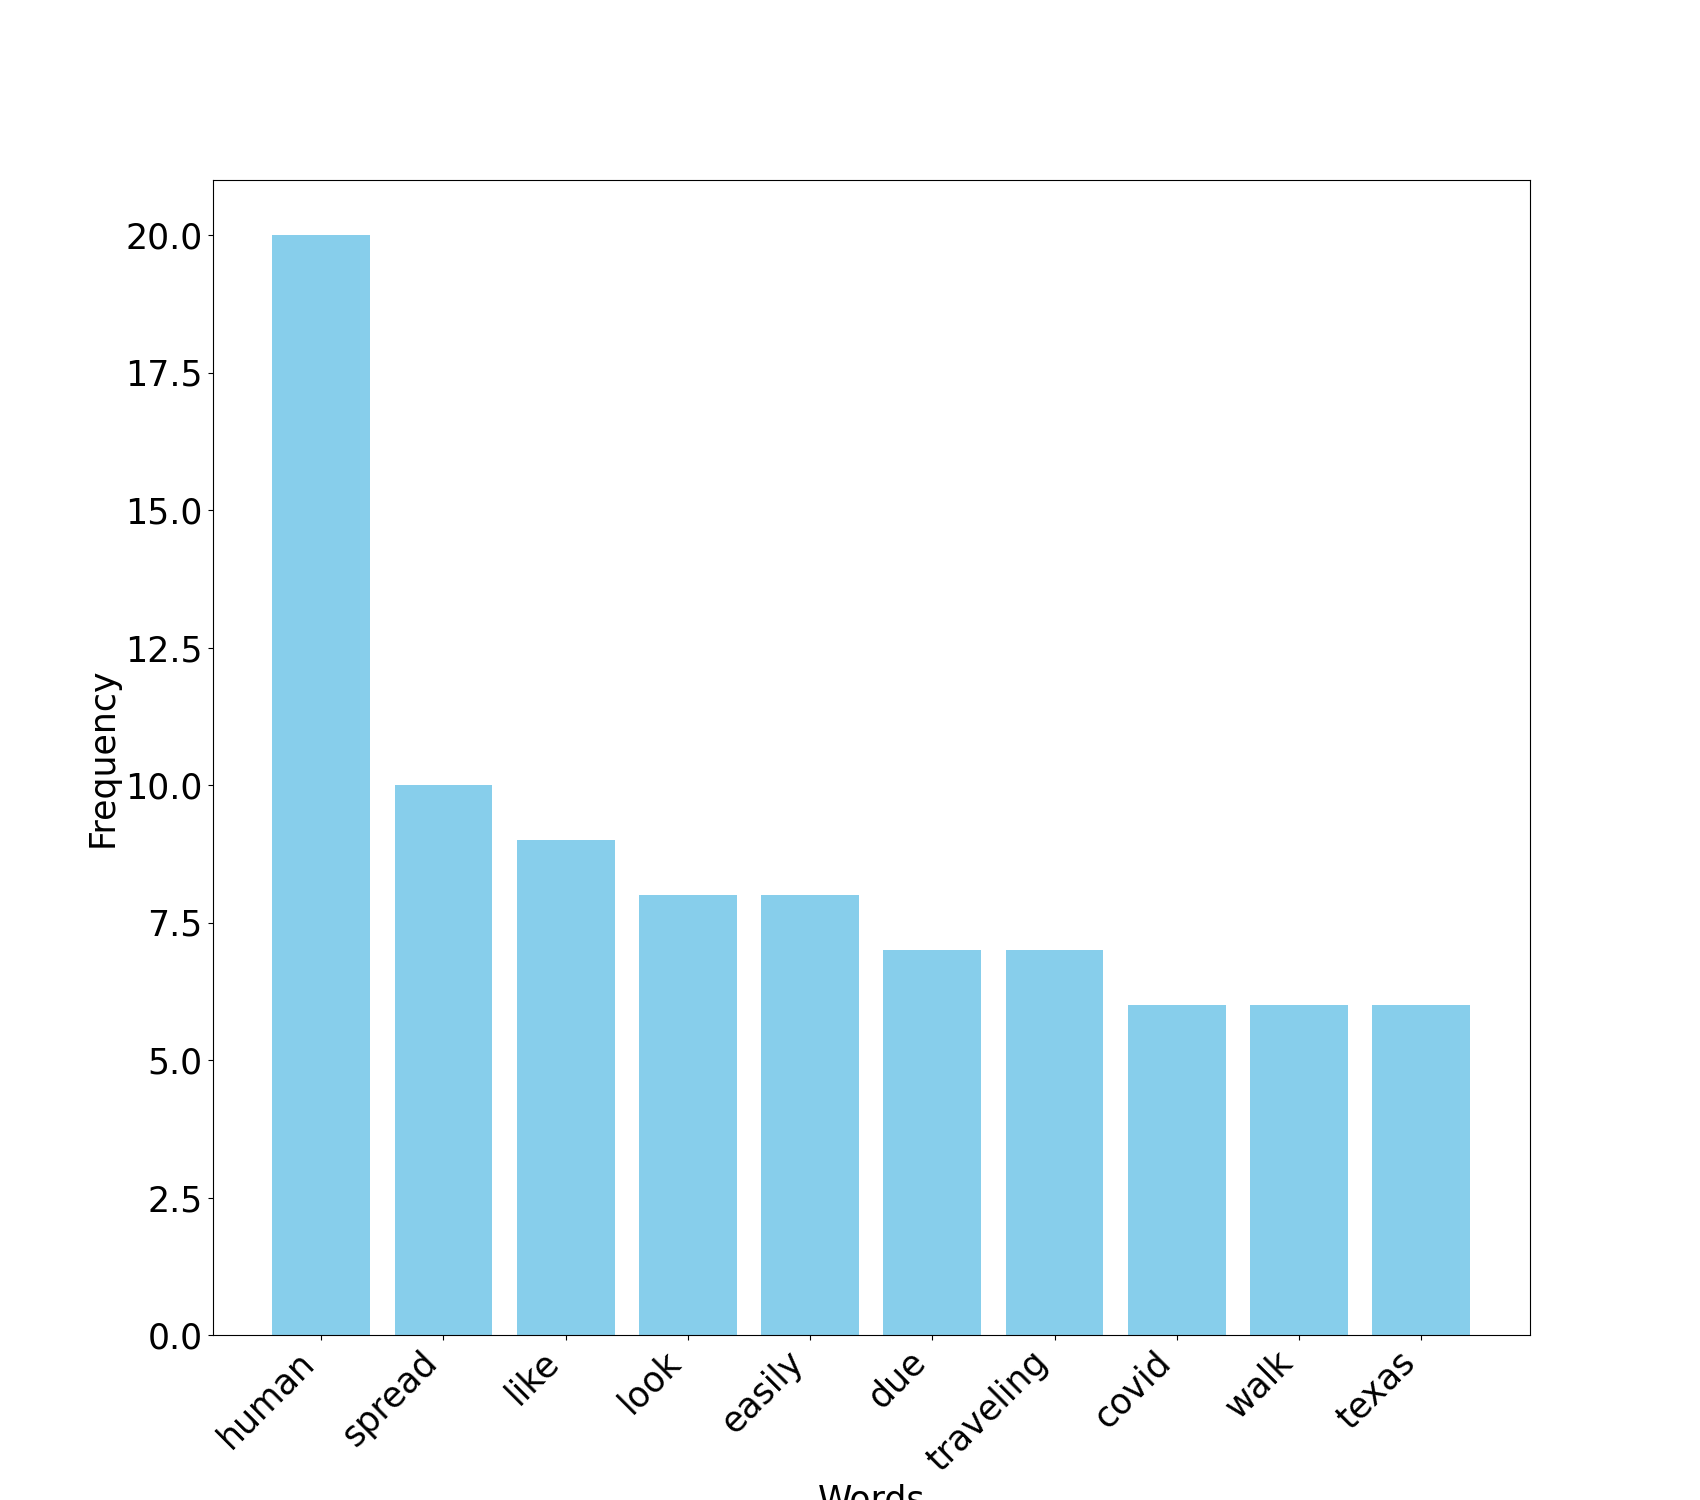 Frequency
20.0
17.5
15.0
12.5
10.0
7.5
5.0
2.5
0.0
human
spread
like
look
easily
due
traveling
covid
walk
texas
Words